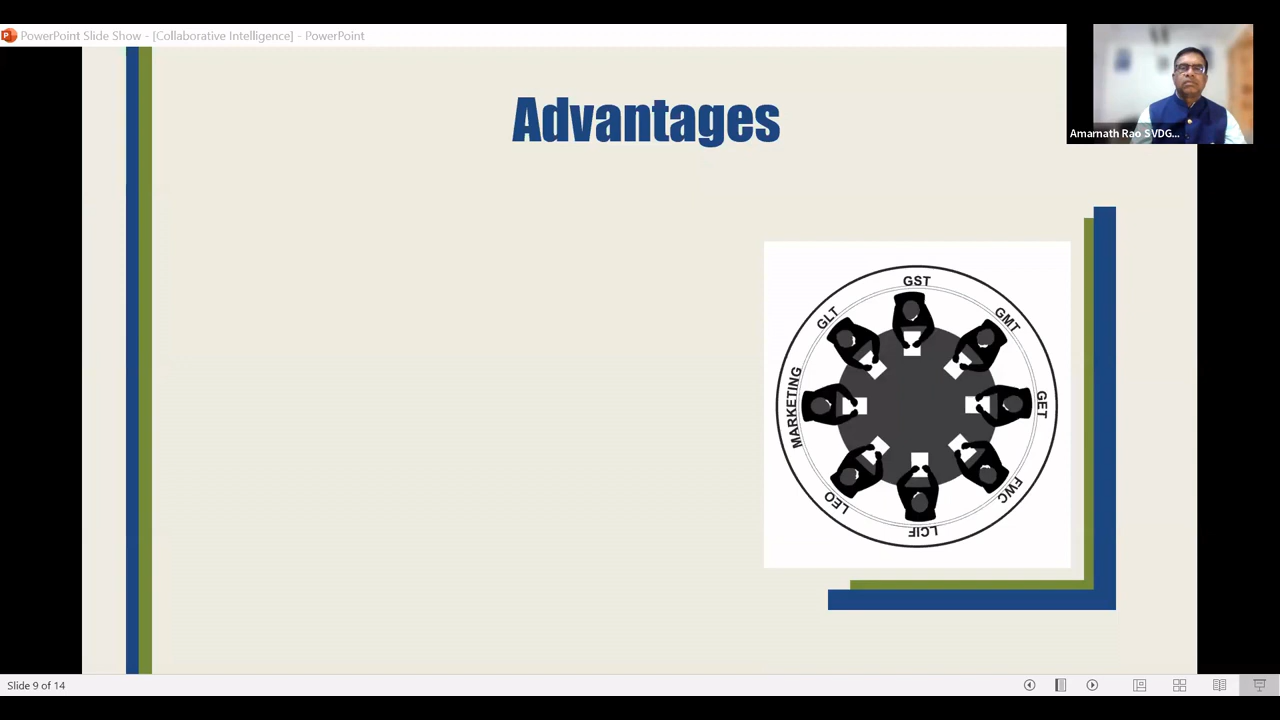 PowerPoint Slide Show - [Collaborative Intelligence] - PowerPoint
Amarnath Rao SVDG...
Advantages
GST
GMT
GET
FWC
LCIF
LEO
MARKETING
GLT
Slide 9 of 14